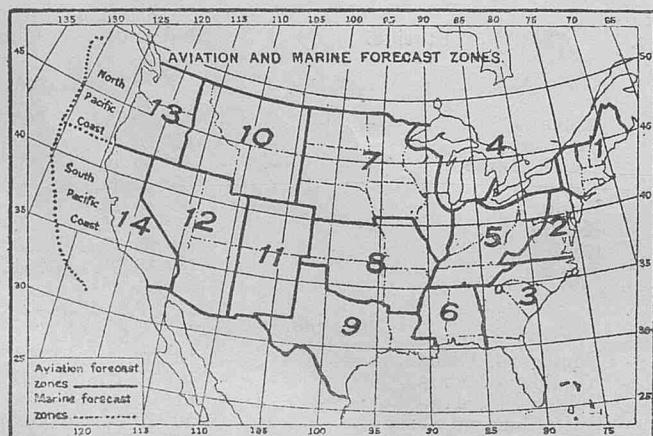 135 130 125 120 115 110 105 100 95 90 85 80 75 70 65
AVIATION AND MARINE FORECAST ZONES.
45
50
North
Pacific
Coast
13
10
7
4
1
40
45
South
Pacific
Coast
14
12
11
8
5
2
35
40
30
35
9
6
3
25
30
25
Aviation forecast
zones
Marine forecast
zones
120 115 110 105 100 95 90 85 80 75